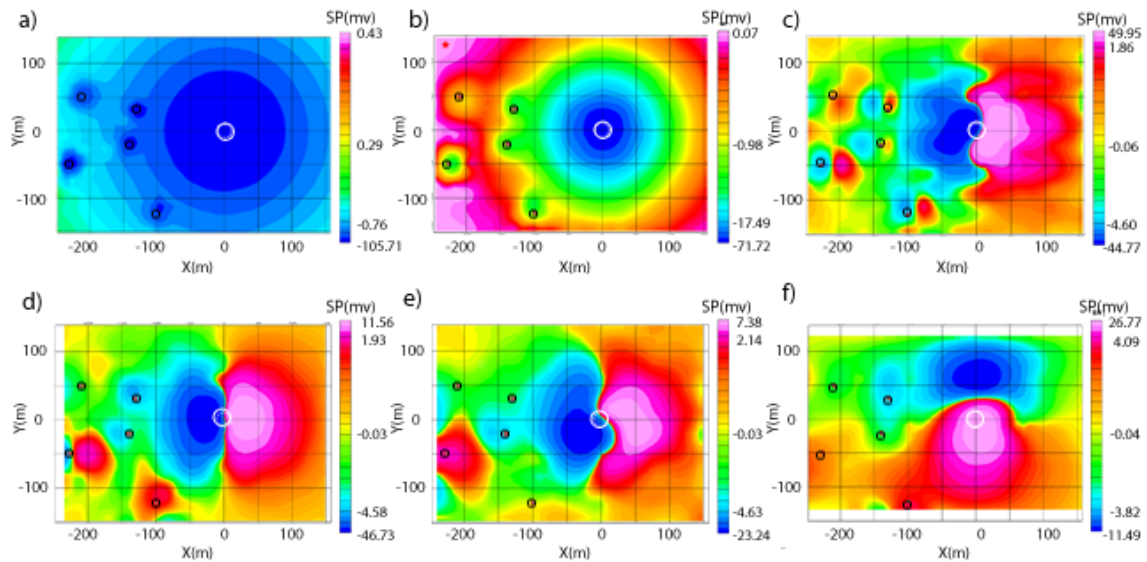 a)
SP(mv)
0.43
0.29
-0.76
-105.71
100
0
-100
Y(m)
-200
-100
0
100
X(m)
b)
SP(mv)
0.07
-0.98
-17.49
-71.72
100
0
-100
Y(m)
-200
-100
0
100
X(m)
c)
SP(mv)
49.95
1.86
-0.06
-4.60
-44.77
100
0
-100
Y(m)
-200
-100
0
100
X(m)
d)
SP(mv)
11.56
1.93
-0.03
-4.58
-46.73
100
0
-100
Y(m)
-200
-100
0
100
X(m)
e)
SP(mv)
7.38
2.14
-0.03
-4.63
-23.24
100
0
-100
Y(m)
-200
-100
0
100
X(m)
f)
SP(mv)
26.77
4.09
-0.04
-3.82
-11.49
100
0
-100
Y(m)
-200
-100
0
100
X(m)